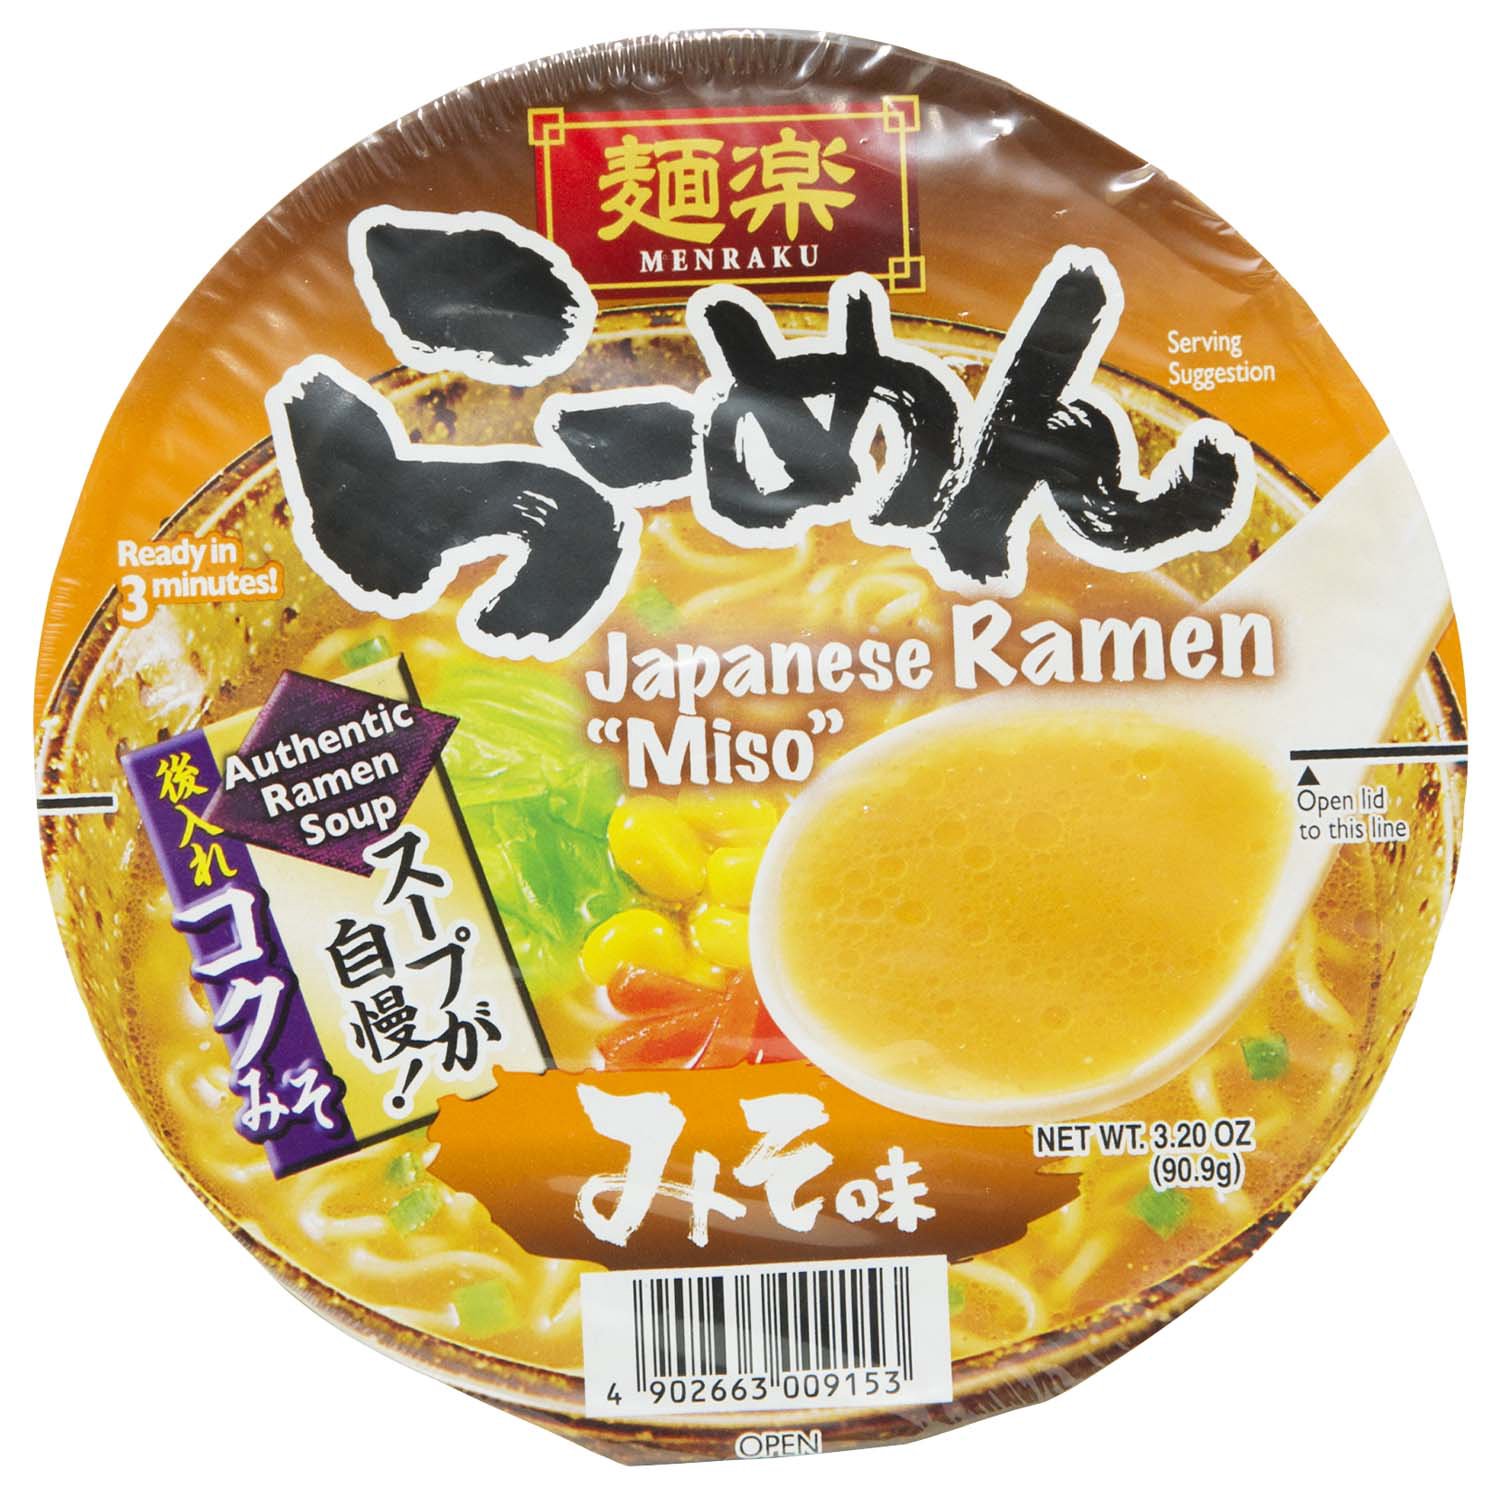 麺楽
MENRAKU
らーめん
Serving
Suggestion
Ready in
3 minutes!
Japanese Ramen
“Miso”
Authentic
Ramen
Soup
後入れ
コクみそ
スープが
自慢!
Open lid
to this line
みそ味
NET WT. 3.20 OZ
(90.9g)
4 902663 009153
OPEN